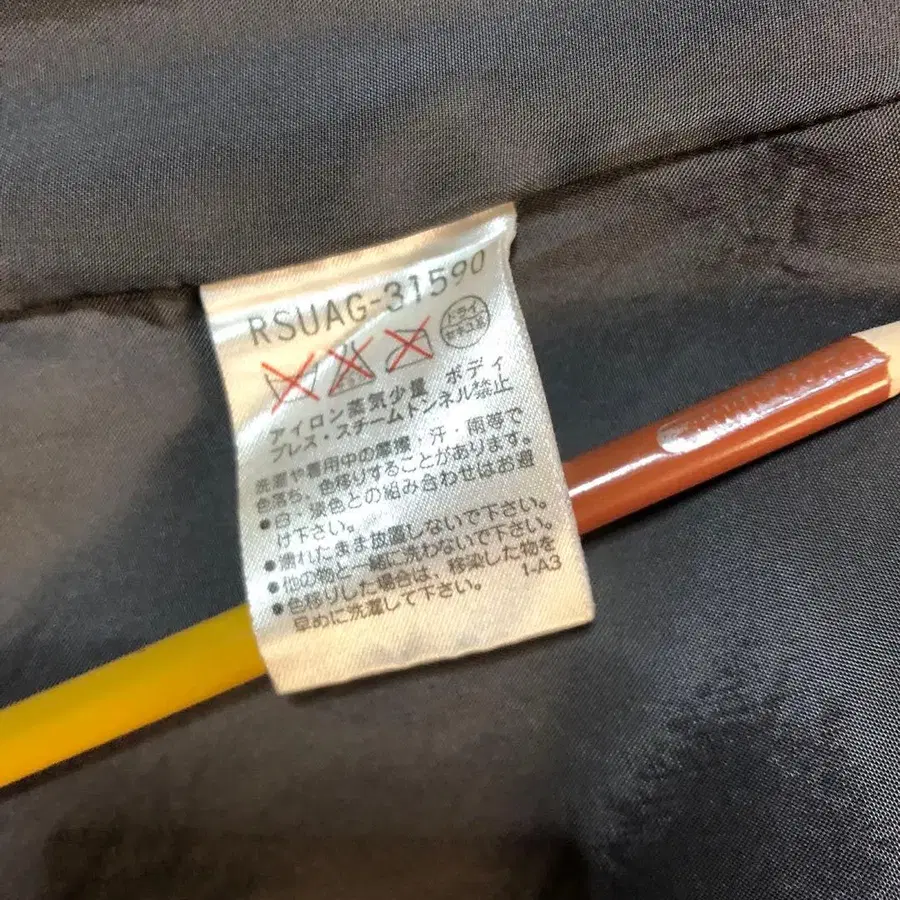 RSUAG-31590
ドライ
セキユ系
アイロン蒸気少量 ボディ
プレス・スチームトンネル禁止
洗濯や着用中の摩擦・汗・雨等で
色落ち、色移りすることがあります。
●白・淡色との組み合わせはお避
け下さい。
●濡れたまま放置しないで下さい。
●他の物と一緒に洗わないで下さい。
●色移りした場合は、移染した物を
早めに洗濯して下さい。
1-A3